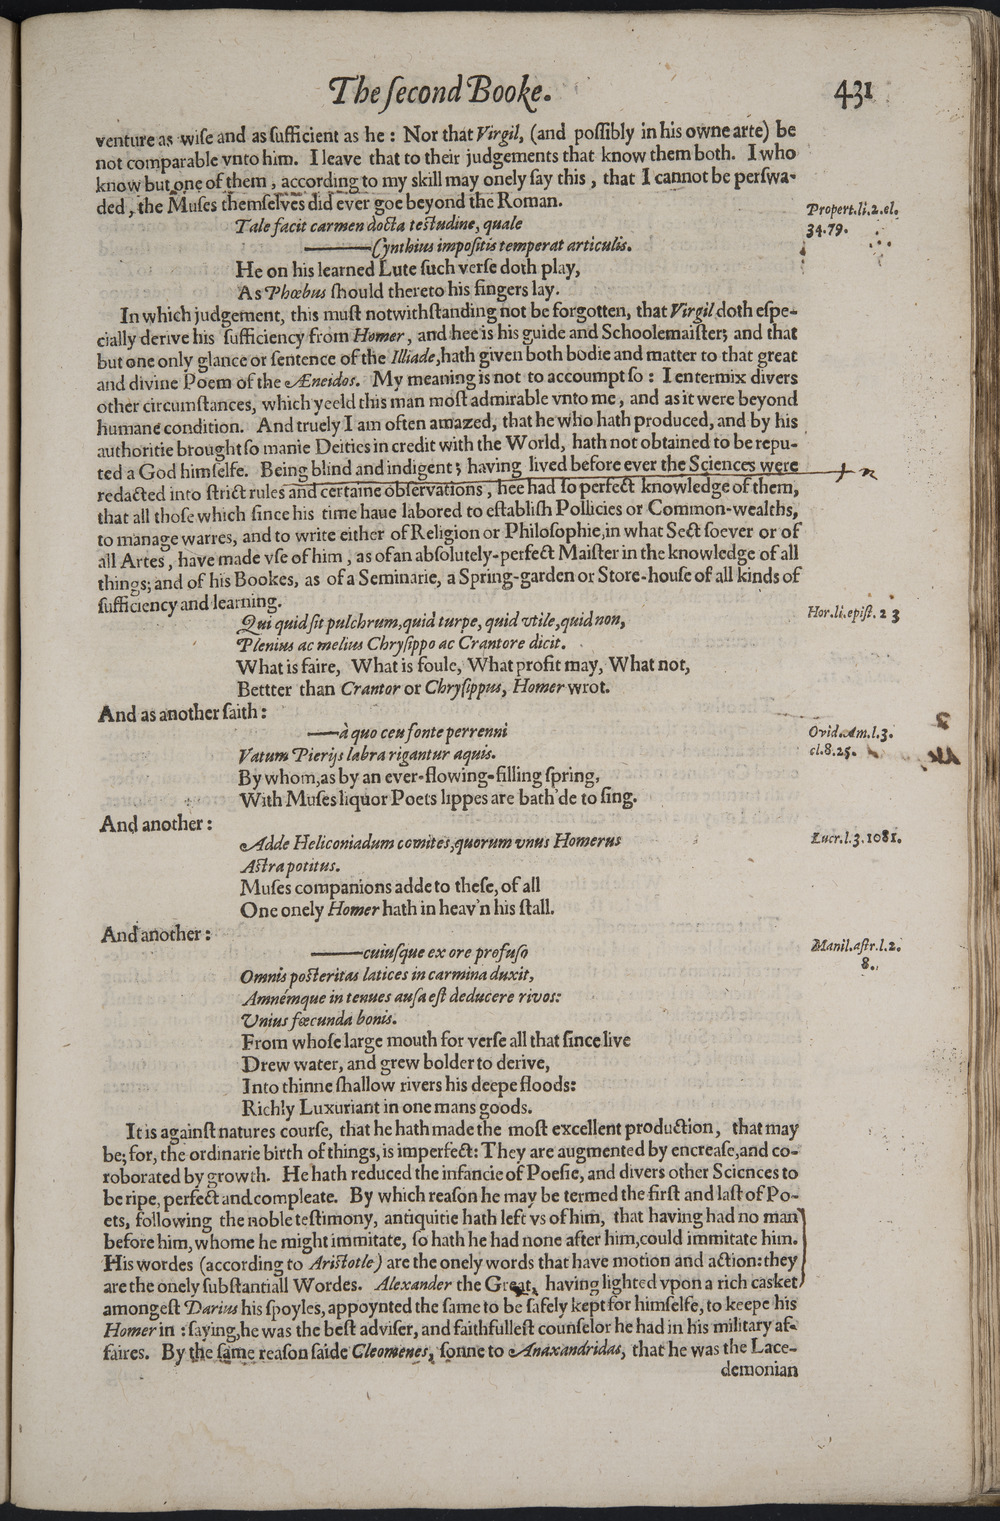 The ſecond Booke. 431
venture as wiſe and as ſufficient as he : Nor that Virgil, (and poſſibly in his owne arte) be
not comparable vnto him. I leave that to their judgements that know them both. I who
know but one of them , according to my skill may onely ſay this , that I cannot be perſwa-
ded , the Muſes themſelves did ever goe beyond the Roman.
Propert.li.2.el.
34.79.
Tale facit carmen docta teſtudine, quale
———Cynthius impoſitis temperat articulis.
He on his learned Lute ſuch verſe doth play,
As Phœbus ſhould thereto his fingers lay.
In which judgement, this muſt notwithſtanding not be forgotten, that Virgil doth eſpe-
cially derive his ſufficiency from Homer , and hee is his guide and Schoolemaiſter; and that
but one only glance or ſentence of the Illiade, hath given both bodie and matter to that great
and divine Poem of the Æneidos. My meaning is not to accoumpt ſo : I entermix divers
other circumſtances, which yeeld this man moſt admirable vnto me , and as it were beyond
humane condition. And truely I am often amazed, that he who hath produced, and by his
authoritie brought ſo manie Deities in credit with the World, hath not obtained to be repu-
ted a God himſelfe. Being blind and indigent ; having lived before ever the Sciences were
redacted into ſtrict rules and certaine obſervations , hee had ſo perfect knowledge of them,
that all thoſe which ſince his time haue labored to eſtabliſh Pollicies or Common-wealths,
to manage warres, and to write either of Religion or Philoſophie, in what Sect ſoever or of
all Artes , have made vſe of him , as of an abſolutely-perfect Maiſter in the knowledge of all
things; and of his Bookes, as of a Seminarie, a Spring-garden or Store-houſe of all kinds of
ſufficiency and learning.
Hor.li.epiſt. 2 3
Qui quid ſit pulchrum, quid turpe, quid vtile, quid non,
Plenius ac melius Chryſippo ac Crantore dicit.
What is faire, What is foule, What profit may, What not,
Bettter than Crantor or Chryſippus, Homer wrot.
And as another ſaith :
Ovid.Am.l.3.
el.8.25.
——à quo ceu fonte perrenni
Vatum Pierijs labra rigantur aquis.
By whom, as by an ever-flowing-filling ſpring,
With Muſes liquor Poets lippes are bath'de to ſing.
And another :
Lucr.l.3.1081.
Adde Heliconiadum comites, quorum vnus Homerus
Aſtra potitus.
Muſes companions adde to theſe, of all
One onely Homer hath in heav'n his ſtall.
And another :
Manil.aſtr.l.2.
8.
———cuiuſque ex ore profuſo
Omnis poſteritas latices in carmina duxit,
Amnémque in tenues auſa eſt deducere rivos:
Vnius fœcunda bonis.
From whoſe large mouth for verſe all that ſince live
Drew water, and grew bolder to derive,
Into thinne ſhallow rivers his deepe floods:
Richly Luxuriant in one mans goods.
It is againſt natures courſe, that he hath made the moſt excellent production, that may
be; for, the ordinarie birth of things, is imperfect: They are augmented by encreaſe, and co-
roborated by growth. He hath reduced the infancie of Poeſie, and divers other Sciences to
be ripe, perfect and compleate. By which reaſon he may be termed the firſt and laſt of Po-
ets, following the noble teſtimony, antiquitie hath left vs of him, that having had no man
before him, whome he might immitate, ſo hath he had none after him, could immitate him.
His wordes (according to Ariſtotle) are the onely words that have motion and action: they
are the onely ſubſtantiall Wordes. Alexander the Great, having lighted vpon a rich casket
amongeſt Darius his ſpoyles, appoynted the ſame to be ſafely kept for himſelfe, to keepe his
Homer in : ſaying, he was the beſt adviſer, and faithfulleſt counſelor he had in his military af-
faires. By the ſame reaſon ſaide Cleomenes, ſonne to Anaxandridas, that he was the Lace-
demonian